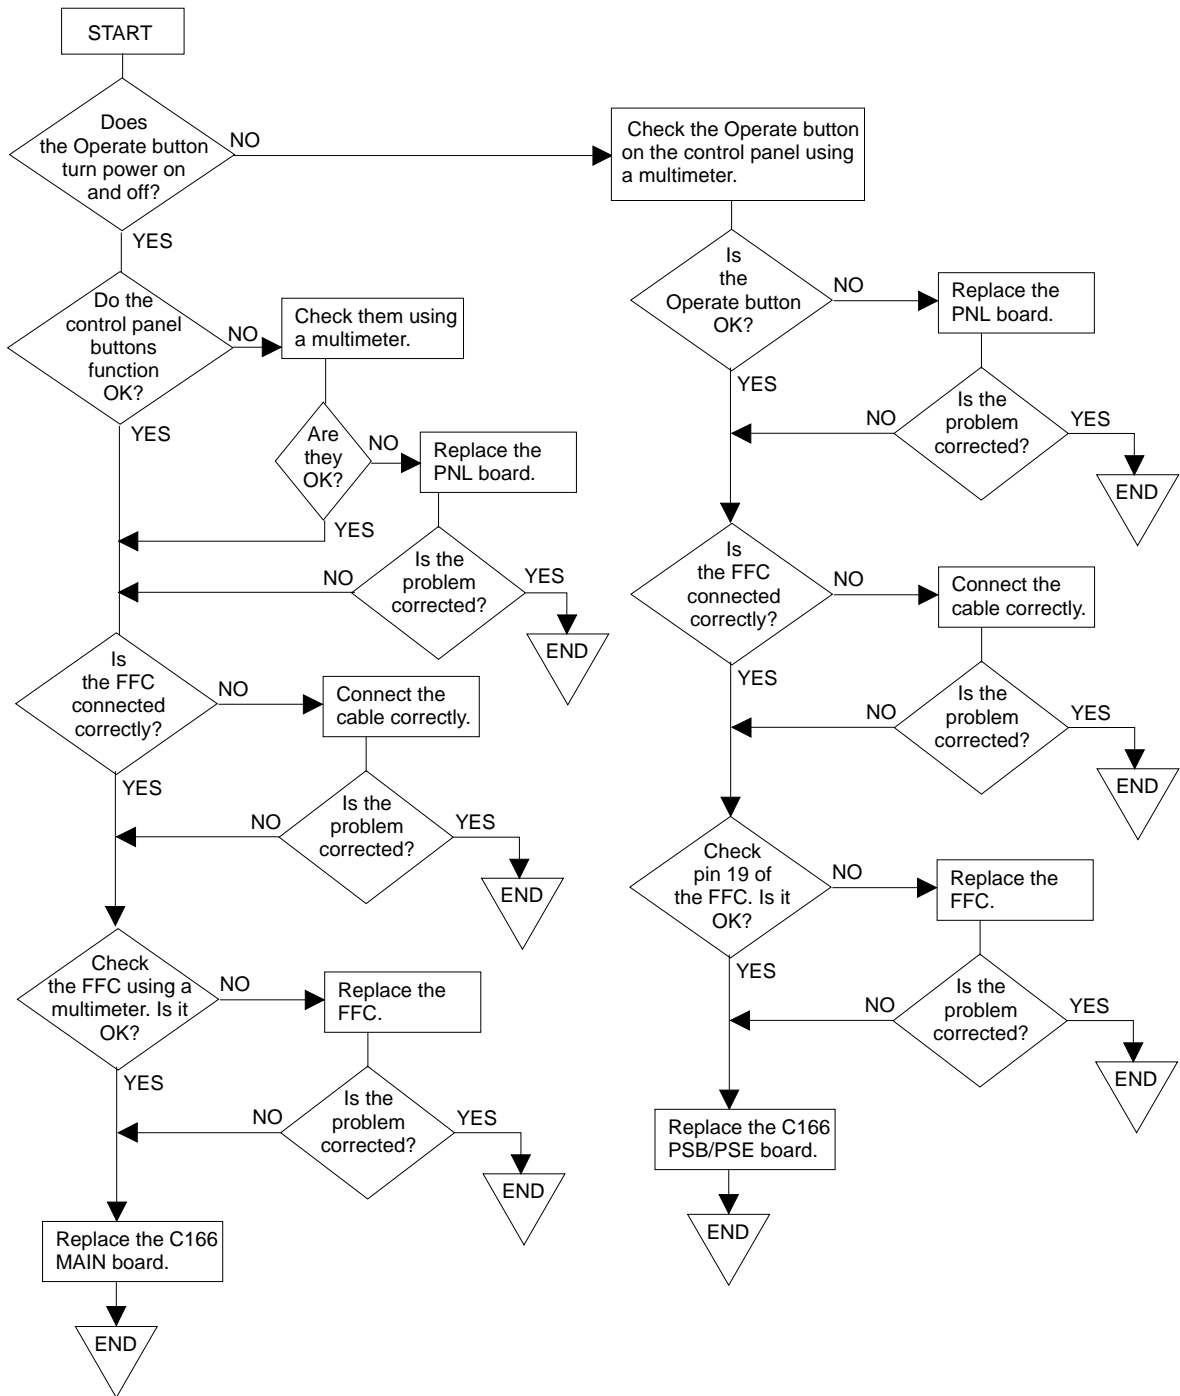 START
Does
the Operate button
turn power on
and off?
NO
YES
Do the
control panel
buttons
function
OK?
NO
YES
Check them using
a multimeter.
Are
they
OK?
NO
YES
Replace the
PNL board.
Is the
problem
corrected?
NO
YES
END
Is
the FFC
connected
correctly?
NO
YES
Connect the
cable correctly.
Is the
problem
corrected?
NO
YES
END
Check
the FFC using a
multimeter. Is it
OK?
NO
YES
Replace the
FFC.
Is the
problem
corrected?
NO
YES
END
Replace the C166
MAIN board.
END
Check the Operate button
on the control panel using
a multimeter.
Is
the
Operate button
OK?
NO
YES
Replace the
PNL board.
Is the
problem
corrected?
NO
YES
END
Is
the FFC
connected
correctly?
NO
YES
Connect the
cable correctly.
Is the
problem
corrected?
NO
YES
END
Check
pin 19 of
the FFC. Is it
OK?
NO
YES
Replace the
FFC.
Is the
problem
corrected?
NO
YES
END
Replace the C166
PSB/PSE board.
END